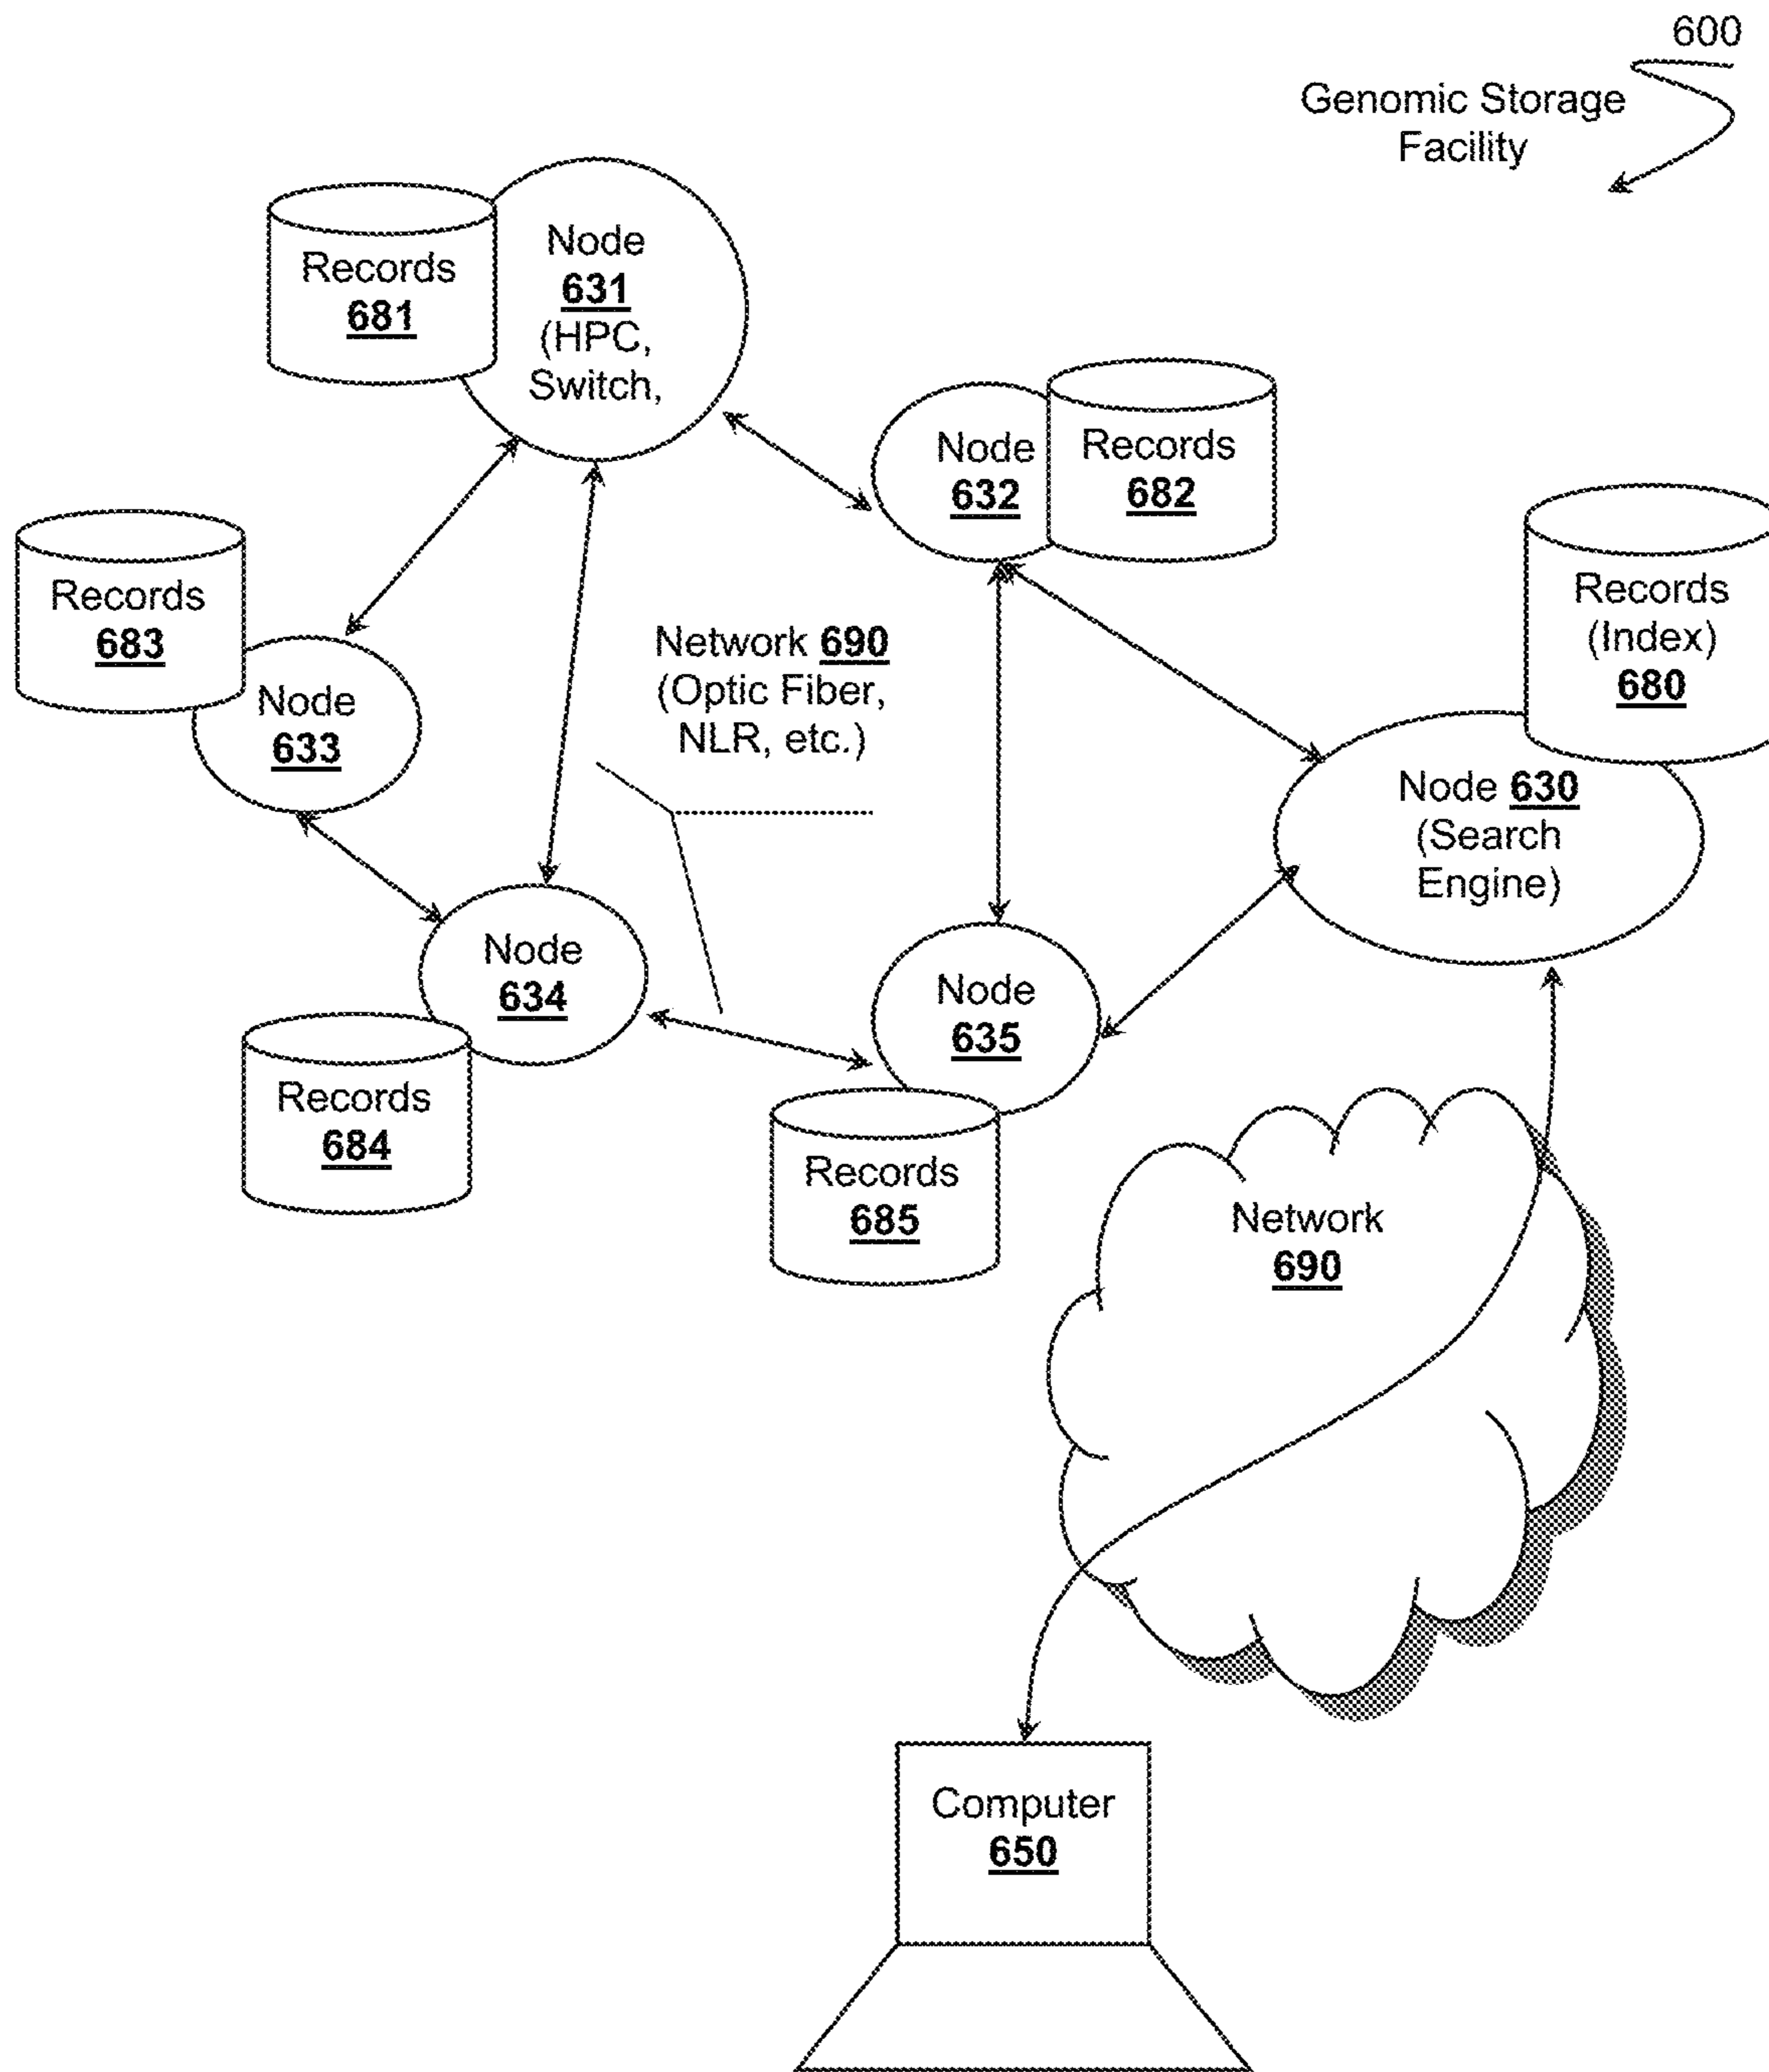 600
Genomic Storage
Facility
Node
631
(HPC,
Switch,
Records
681
Node
632
Records
682
Records
683
Node
633
Network 690
(Optic Fiber,
NLR, etc.)
Records
(Index)
680
Node 630
(Search
Engine)
Node
634
Records
684
Node
635
Records
685
Network
690
Computer
650